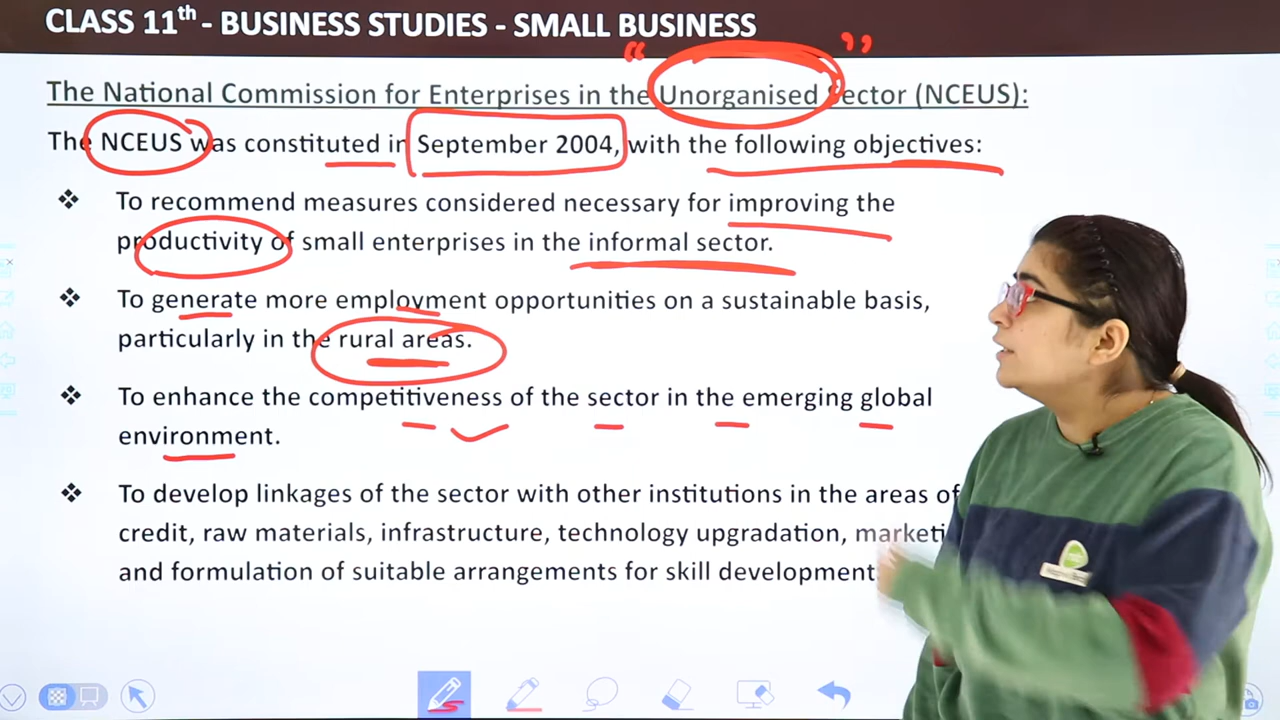 CLASS 11th - BUSINESS STUDIES - SMALL BUSINESS
“ ”
The National Commission for Enterprises in the Unorganised Sector (NCEUS):
The NCEUS was constituted in September 2004, with the following objectives:
❖ To recommend measures considered necessary for improving the
productivity of small enterprises in the informal sector.
❖ To generate more employment opportunities on a sustainable basis,
particularly in the rural areas.
❖ To enhance the competitiveness of the sector in the emerging global
environment.
❖ To develop linkages of the sector with other institutions in the areas of
credit, raw materials, infrastructure, technology upgradation, marketi
and formulation of suitable arrangements for skill development.